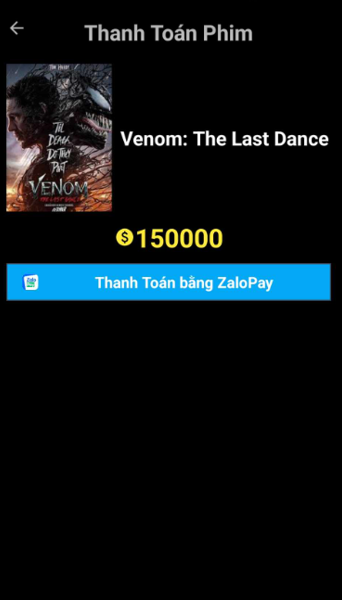 Thanh Toán Phim
TOM HARDY
TIL
DEATH
DO THEY
PART
VENOM
THE LAST DANCE
Venom: The Last Dance
150000
Thanh Toán bằng ZaloPay